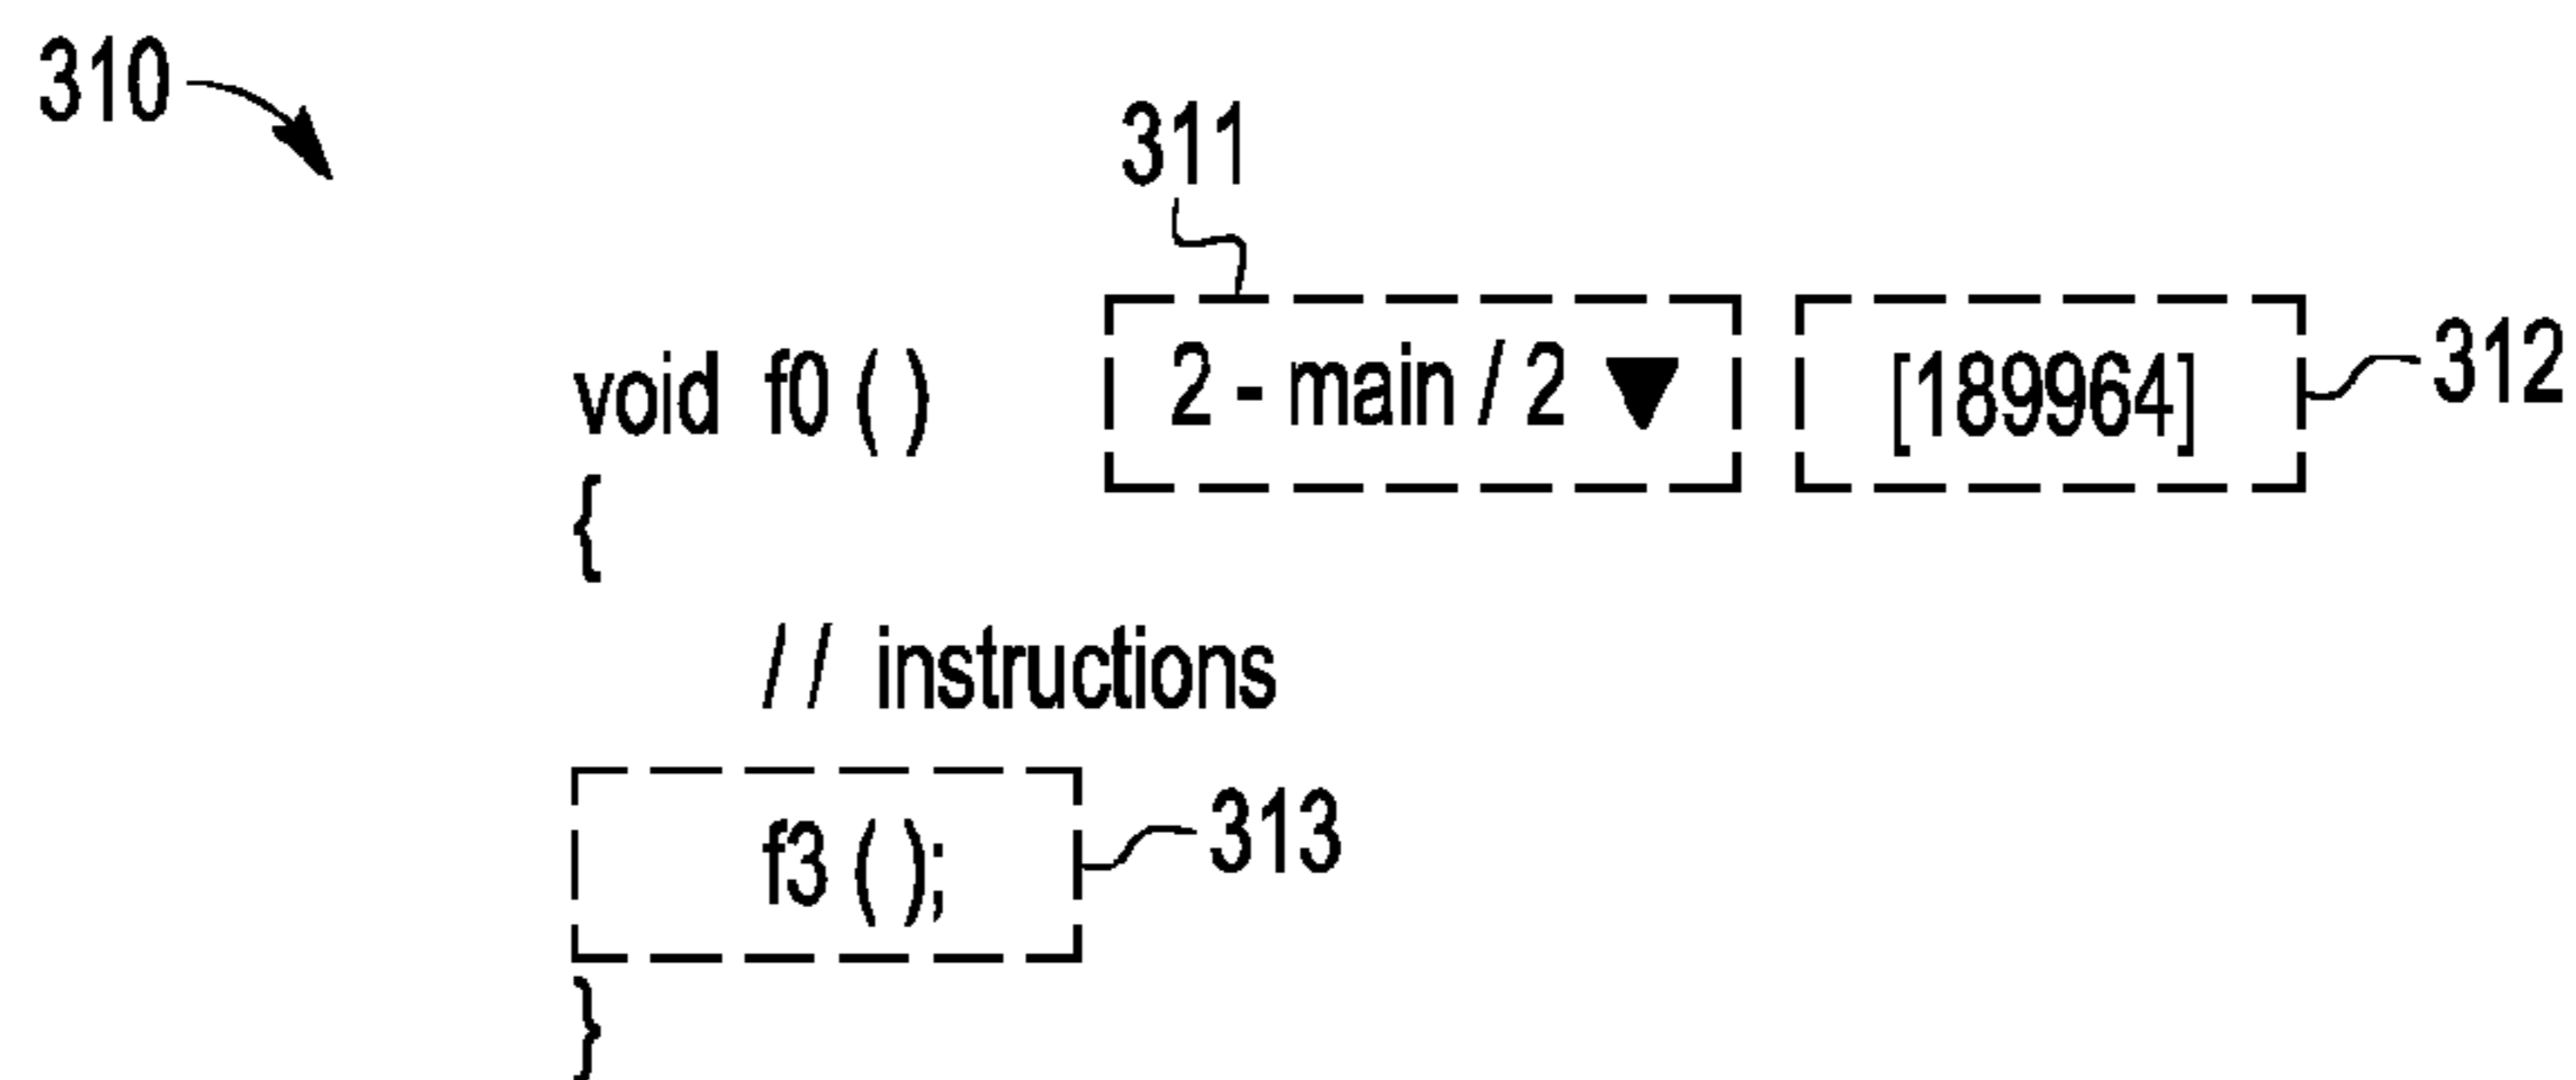 310
311
void f0 ( ) 2 - main / 2 ▼ [189964] 312
{
/ / instructions
f3 ( ); 313
}